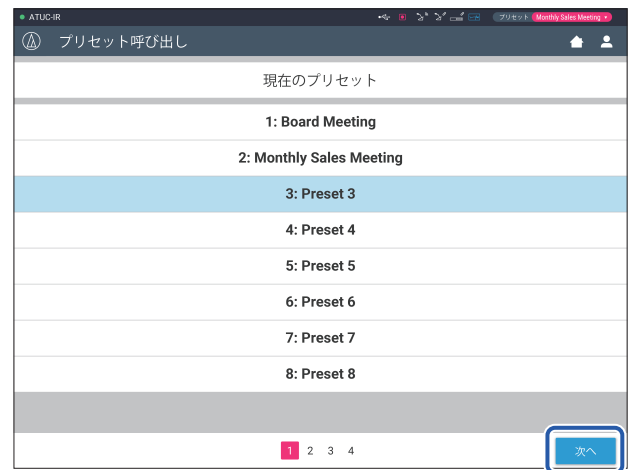 ATUC-IR
プリセット Monthly Sales Meeting
プリセット呼び出し
現在のプリセット
1: Board Meeting
2: Monthly Sales Meeting
3: Preset 3
4: Preset 4
5: Preset 5
6: Preset 6
7: Preset 7
8: Preset 8
1 2 3 4
次へ